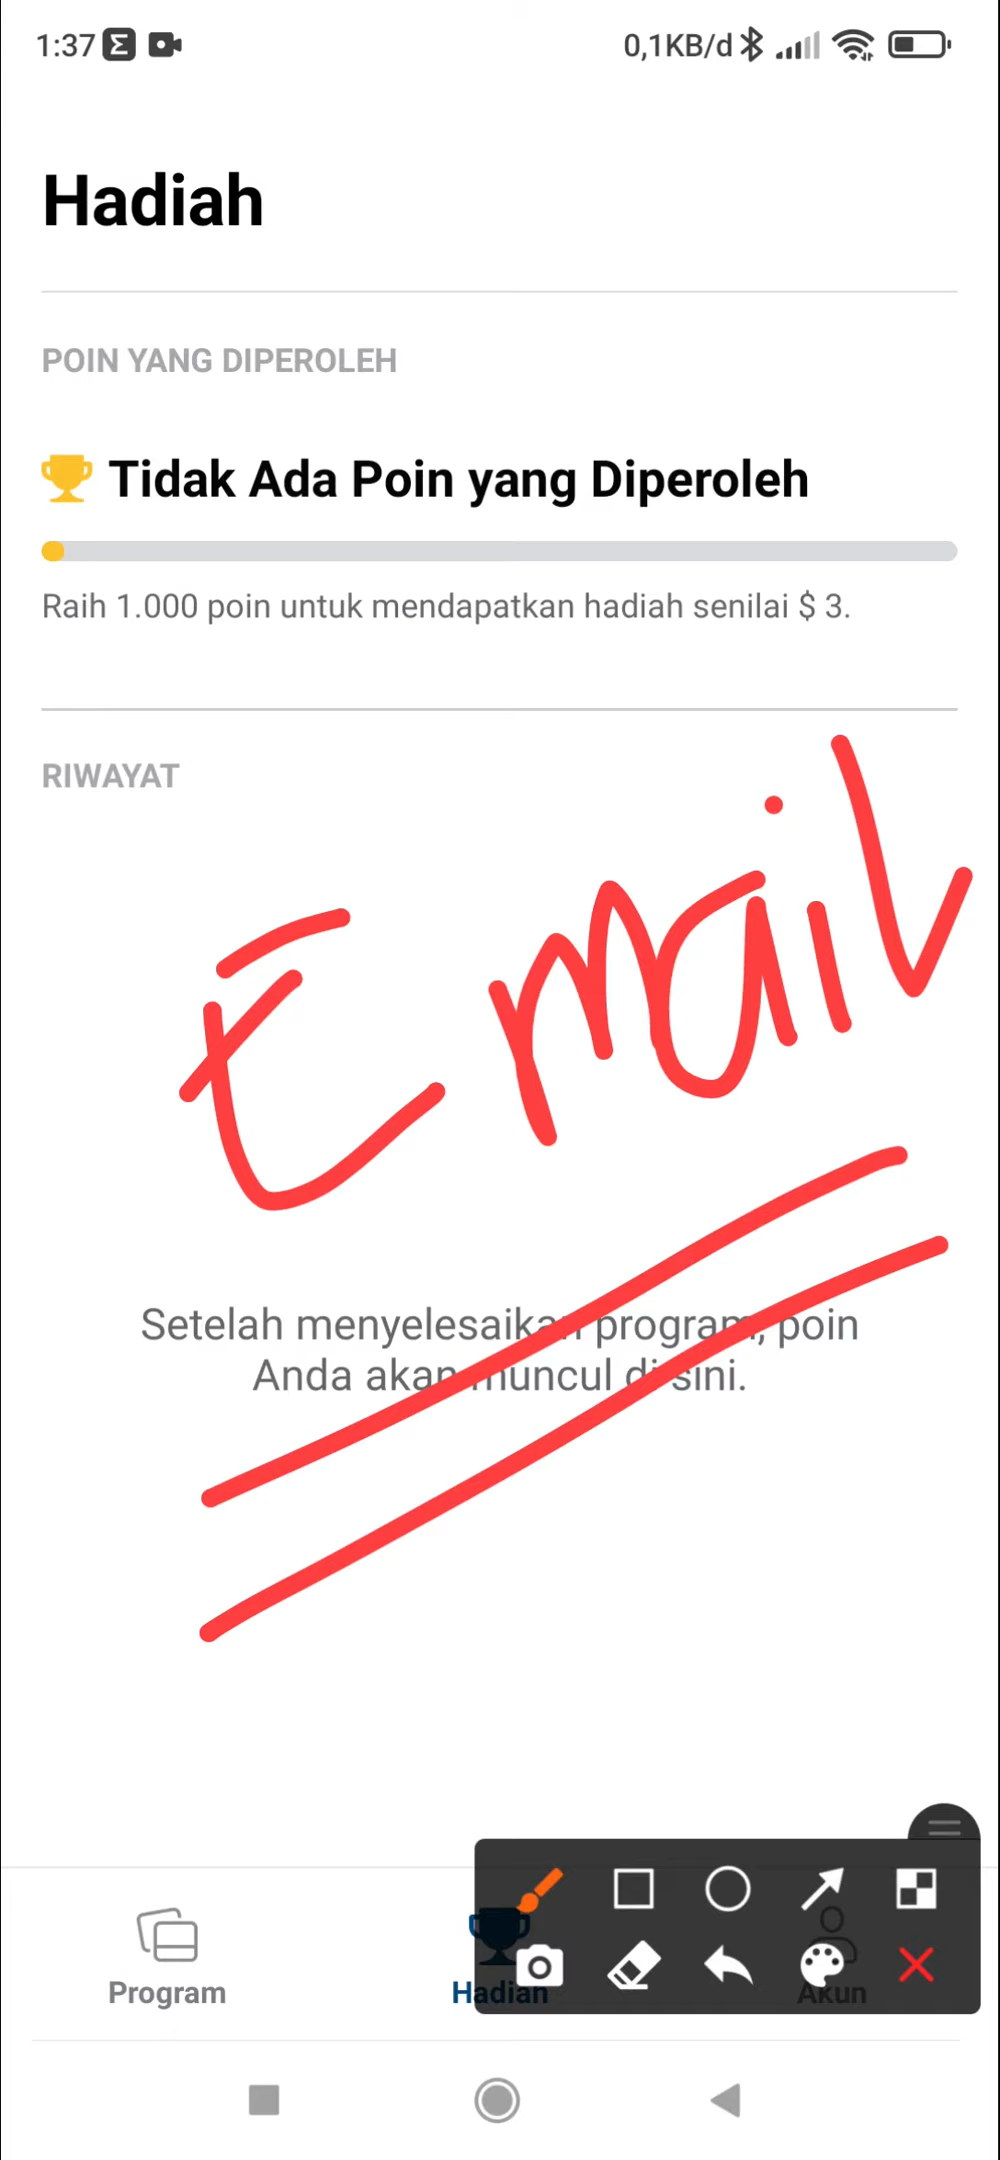 1:37
0,1KB/d
Hadiah
POIN YANG DIPEROLEH
Tidak Ada Poin yang Diperoleh
Raih 1.000 poin untuk mendapatkan hadiah senilai $ 3.
RIWAYAT
Email
Setelah menyelesaikan program, poin
Anda akan muncul di sini.
Program
Hadiah
Akun